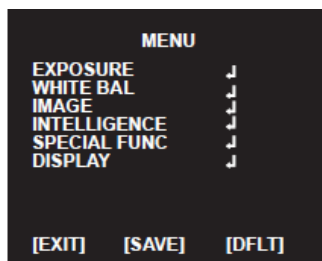 MENU
EXPOSURE ↲
WHITE BAL ↲
IMAGE ↲
INTELLIGENCE ↲
SPECIAL FUNC ↲
DISPLAY ↲
[EXIT] [SAVE] [DFLT]